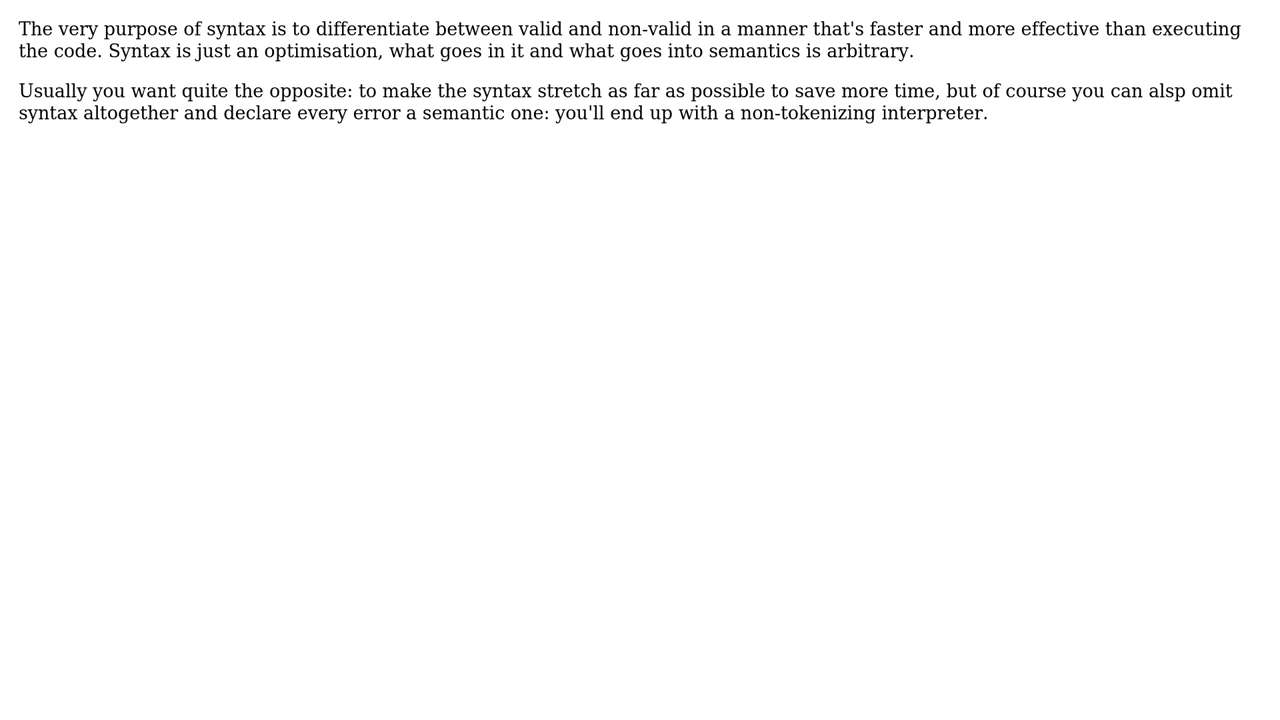 The very purpose of syntax is to differentiate between valid and non-valid in a manner that's faster and more effective than executing
the code. Syntax is just an optimisation, what goes in it and what goes into semantics is arbitrary.
Usually you want quite the opposite: to make the syntax stretch as far as possible to save more time, but of course you can alsp omit
syntax altogether and declare every error a semantic one: you'll end up with a non-tokenizing interpreter.